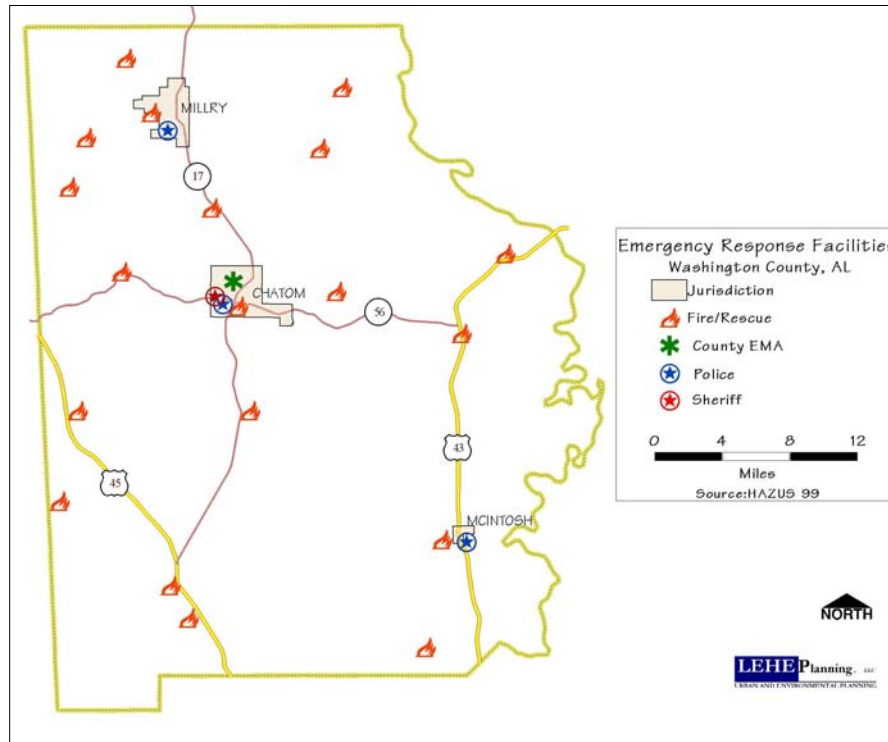 MILLRY
17
CHATOM
56
43
45
MCINTOSH
Emergency Response Facilities
Washington County, AL
Jurisdiction
Fire/Rescue
County EMA
Police
Sheriff
0 4 8 12
Miles
Source:HAZUS 99
NORTH
LEHE Planning, LLC
URBAN AND ENVIRONMENTAL PLANNING